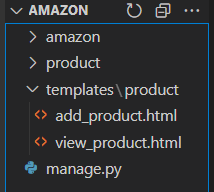 AMAZON
amazon
product
templates\product
<> add_product.html
<> view_product.html
manage.py